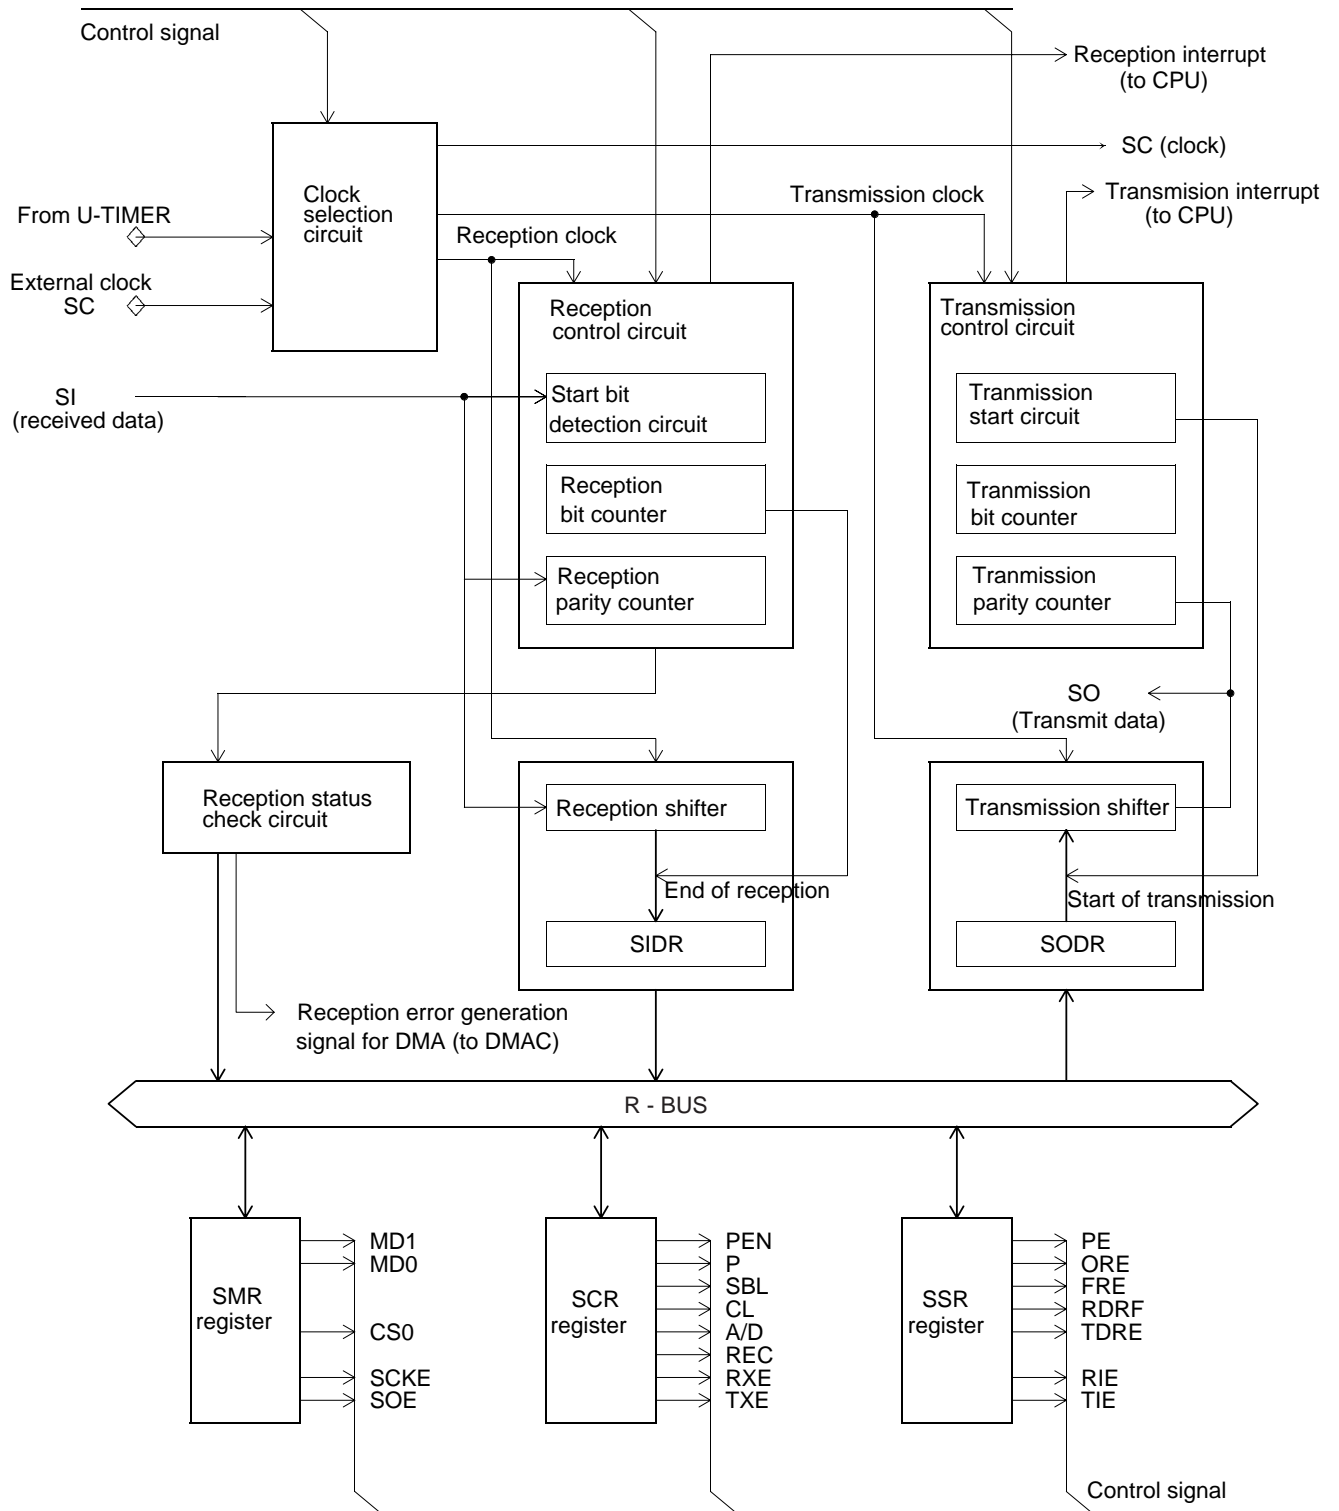 Control signal
Reception interrupt
(to CPU)
SC (clock)
Transmission clock
Transmision interrupt
(to CPU)
Clock
selection
circuit
From U-TIMER
Reception clock
External clock
SC
Reception
control circuit
Transmission
control circuit
SI
(received data)
Start bit
detection circuit
Tranmission
start circuit
Reception
bit counter
Tranmission
bit counter
Reception
parity counter
Tranmission
parity counter
SO
(Transmit data)
Reception status
check circuit
Reception shifter
Transmission shifter
End of reception
Start of transmission
SIDR
SODR
Reception error generation
signal for DMA (to DMAC)
R - BUS
SMR
register
MD1
MD0
CS0
SCKE
SOE
SCR
register
PEN
P
SBL
CL
A/D
REC
RXE
TXE
SSR
register
PE
ORE
FRE
RDRF
TDRE
RIE
TIE
Control signal